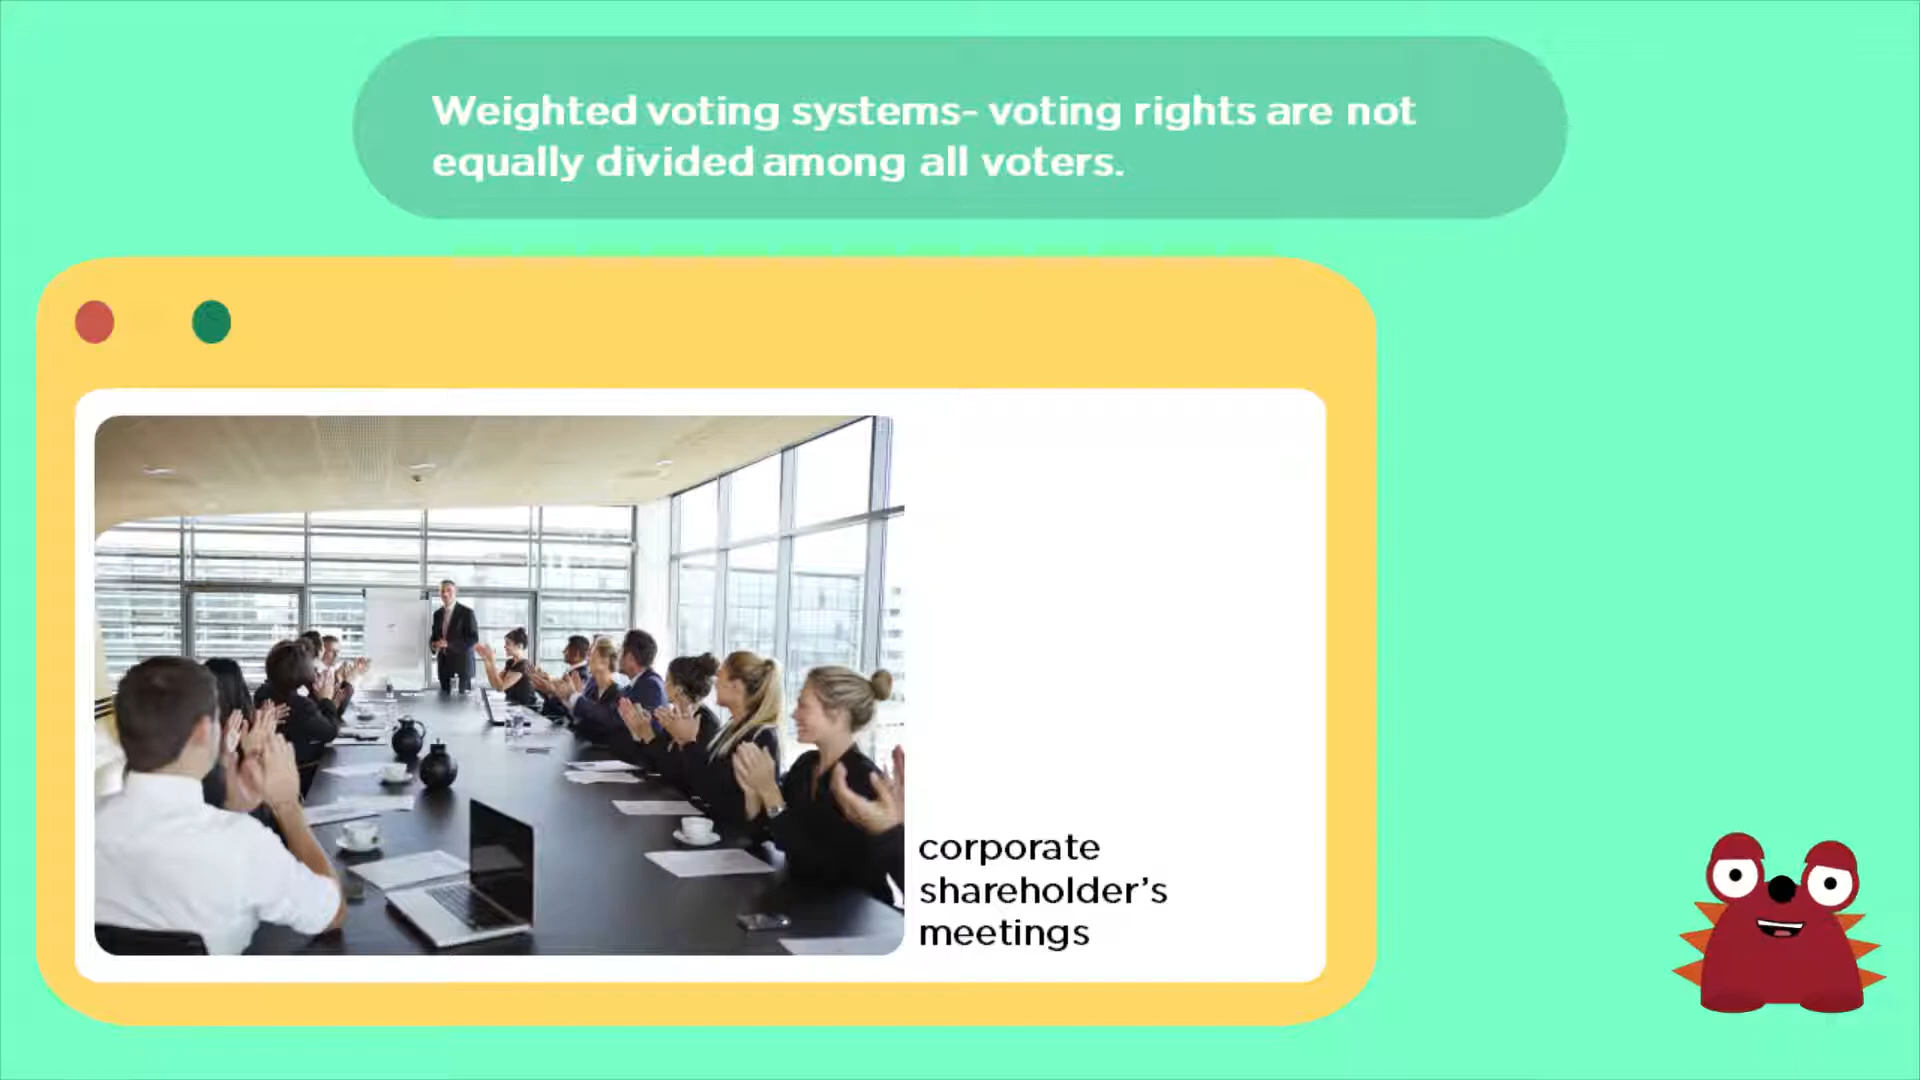 Weighted voting systems- voting rights are not
equally divided among all voters.
corporate
shareholder’s
meetings